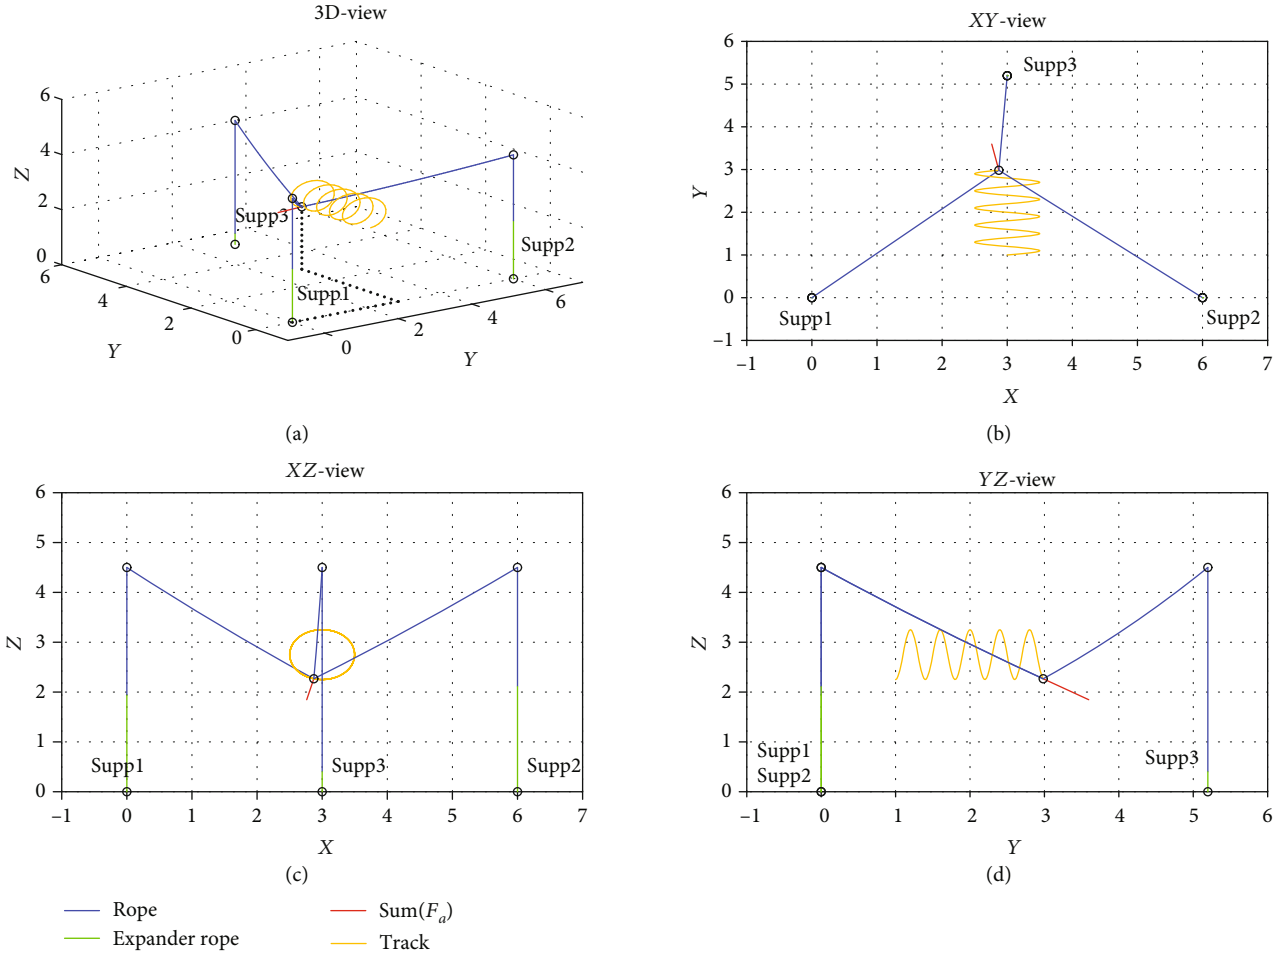 3D-view
6
4
2
0
Z
6
4
2
0
Y
0
2
4
6
Y
Supp3
Supp2
Supp1
(a)
XY-view
6
5
4
3
2
1
0
–1
Y
Supp3
Supp1
Supp2
–1 0 1 2 3 4 5 6 7
X
(b)
XZ-view
6
5
4
3
2
1
0
Z
Supp1 Supp3 Supp2
–1 0 1 2 3 4 5 6 7
X
(c)
YZ-view
6
5
4
3
2
1
0
Z
Supp1
Supp2
Supp3
–1 0 1 2 3 4 5 6
Y
(d)
Rope
Expander rope
Sum(Fa)
Track